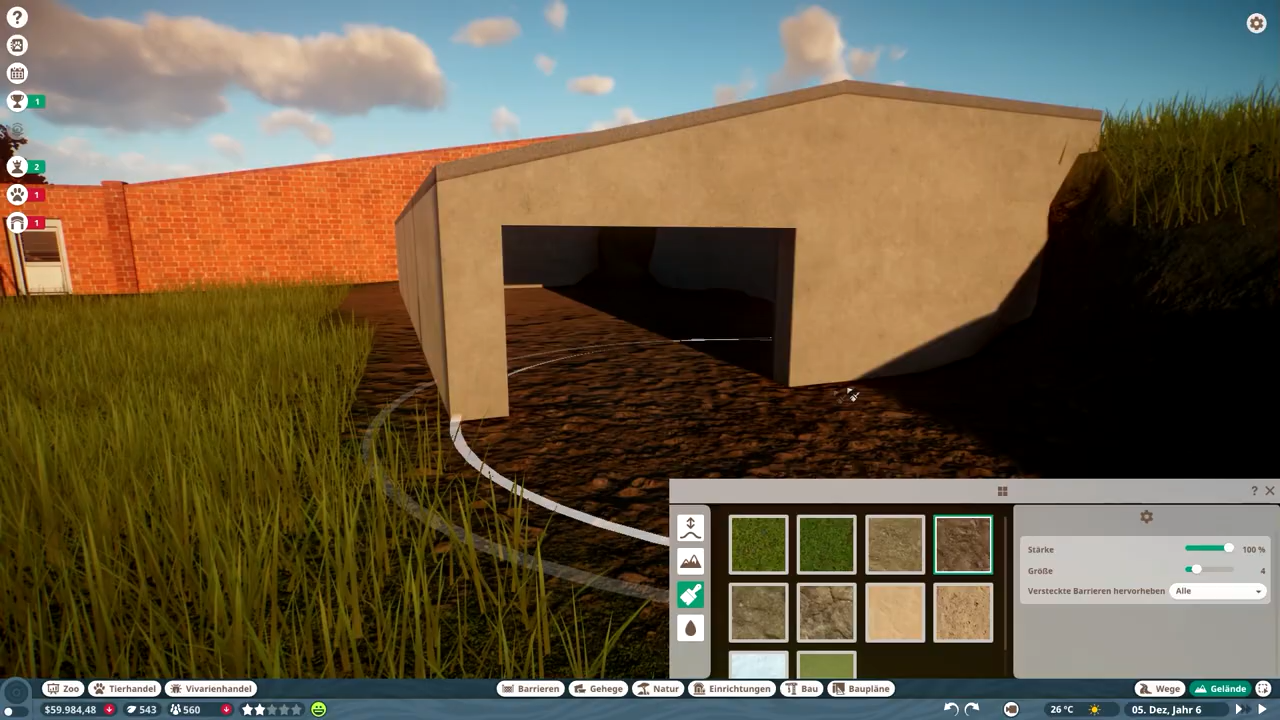 ?
1
2
1
1
?
Stärke 100 %
Größe 4
Versteckte Barrieren hervorheben Alle
Zoo Tierhandel Vivarienhandel Barrieren Gehege Natur Einrichtungen Bau Baupläne Wege Gelände
$59.984,48 543 560 26 °C 05. Dez, Jahr 6